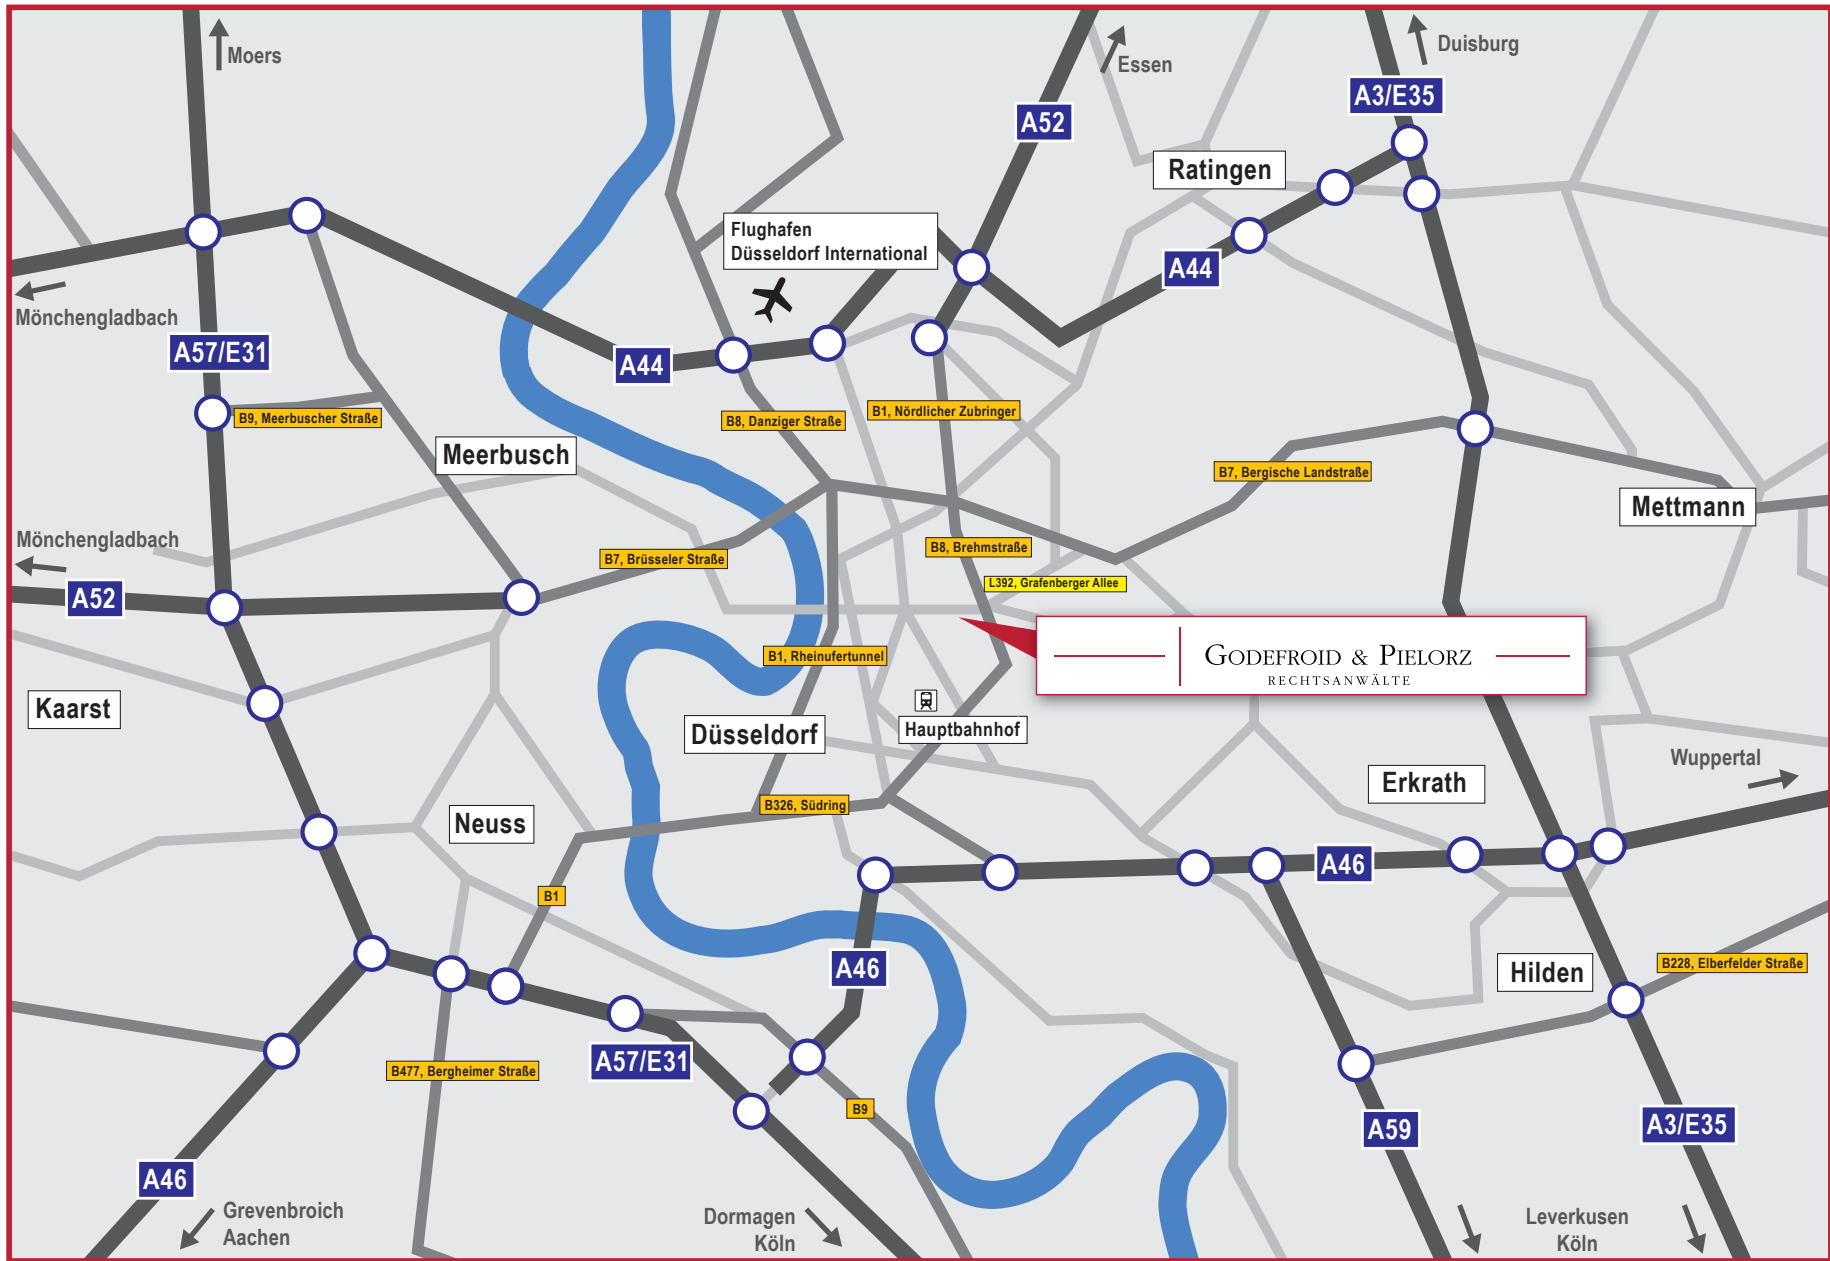 Moers
Essen
Duisburg
A3/E35
A52
Ratingen
Flughafen
Düsseldorf International
A44
Mönchengladbach
A57/E31
A44
B9, Meerbuscher Straße
B8, Danziger Straße
B1, Nördlicher Zubringer
Meerbusch
B7, Bergische Landstraße
Mettmann
Mönchengladbach
B7, Brüsseler Straße
B8, Brehmstraße
L392, Grafenberger Allee
A52
B1, Rheinufertunnel
GODEFROID & PIELORZ
RECHTSANWÄLTE
Kaarst
Düsseldorf
Hauptbahnhof
Wuppertal
Erkrath
B326, Südring
Neuss
A46
B1
A46
Hilden
B228, Elberfelder Straße
A57/E31
B477, Bergheimer Straße
B9
A59
A3/E35
A46
Grevenbroich
Aachen
Dormagen
Köln
Leverkusen
Köln